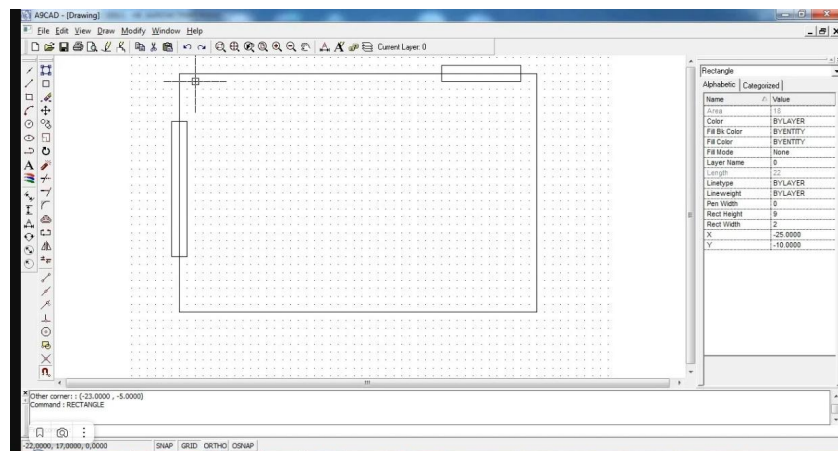 A9CAD - [Drawing]
File Edit View Draw Modify Window Help
Current Layer: 0
Rectangle
Alphabetic Categorized
Name Value
Area 18
Color BYLAYER
Fill Bk Color BYENTITY
Fill Color BYENTITY
Fill Mode None
Layer Name 0
Length 22
Linetype BYLAYER
Lineweight BYLAYER
Pen Width 0
Rect Height 9
Rect Width 2
X -25.0000
Y -10.0000
Other corner: : (-23.0000 , -5.0000)
Command : RECTANGLE
-22,0000, 17,0000, 0,0000 SNAP GRID ORTHO OSNAP